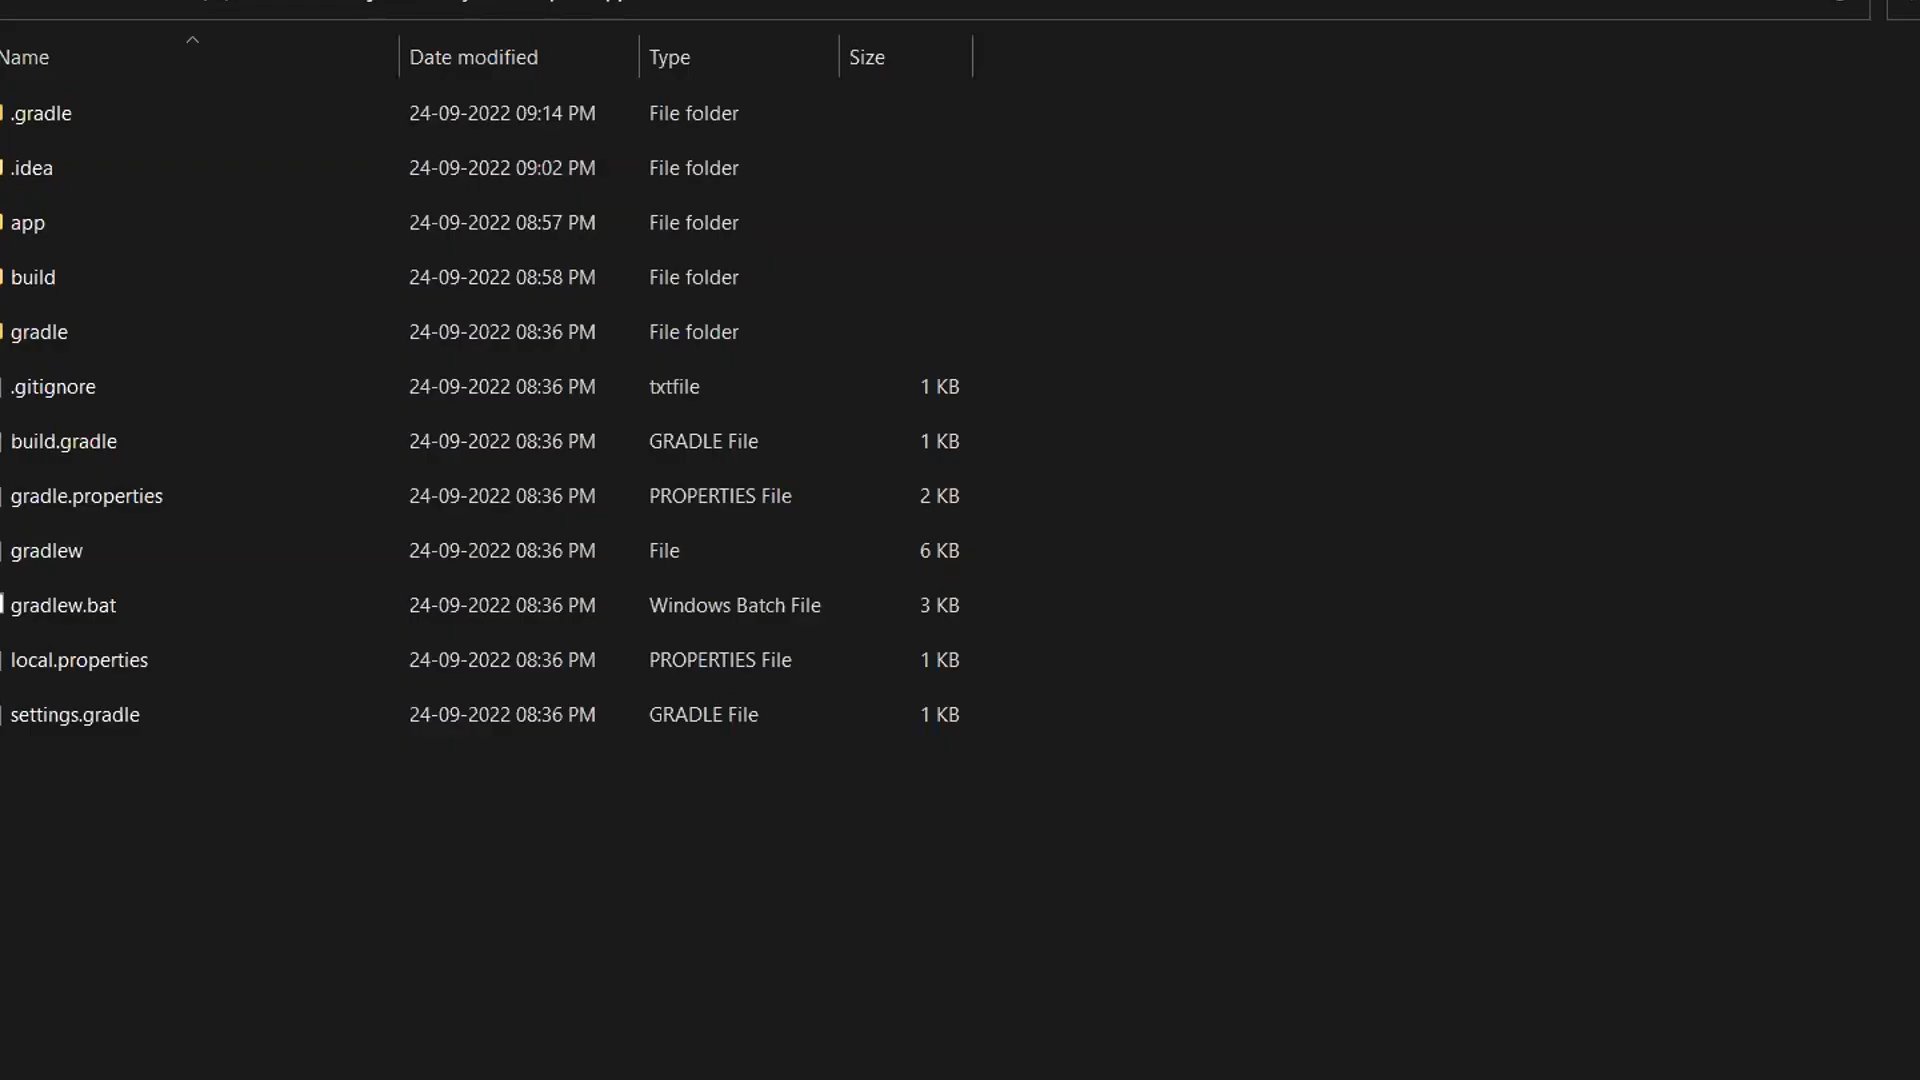 Name Date modified Type Size
.gradle 24-09-2022 09:14 PM File folder
.idea 24-09-2022 09:02 PM File folder
app 24-09-2022 08:57 PM File folder
build 24-09-2022 08:58 PM File folder
gradle 24-09-2022 08:36 PM File folder
.gitignore 24-09-2022 08:36 PM txtfile 1 KB
build.gradle 24-09-2022 08:36 PM GRADLE File 1 KB
gradle.properties 24-09-2022 08:36 PM PROPERTIES File 2 KB
gradlew 24-09-2022 08:36 PM File 6 KB
gradlew.bat 24-09-2022 08:36 PM Windows Batch File 3 KB
local.properties 24-09-2022 08:36 PM PROPERTIES File 1 KB
settings.gradle 24-09-2022 08:36 PM GRADLE File 1 KB